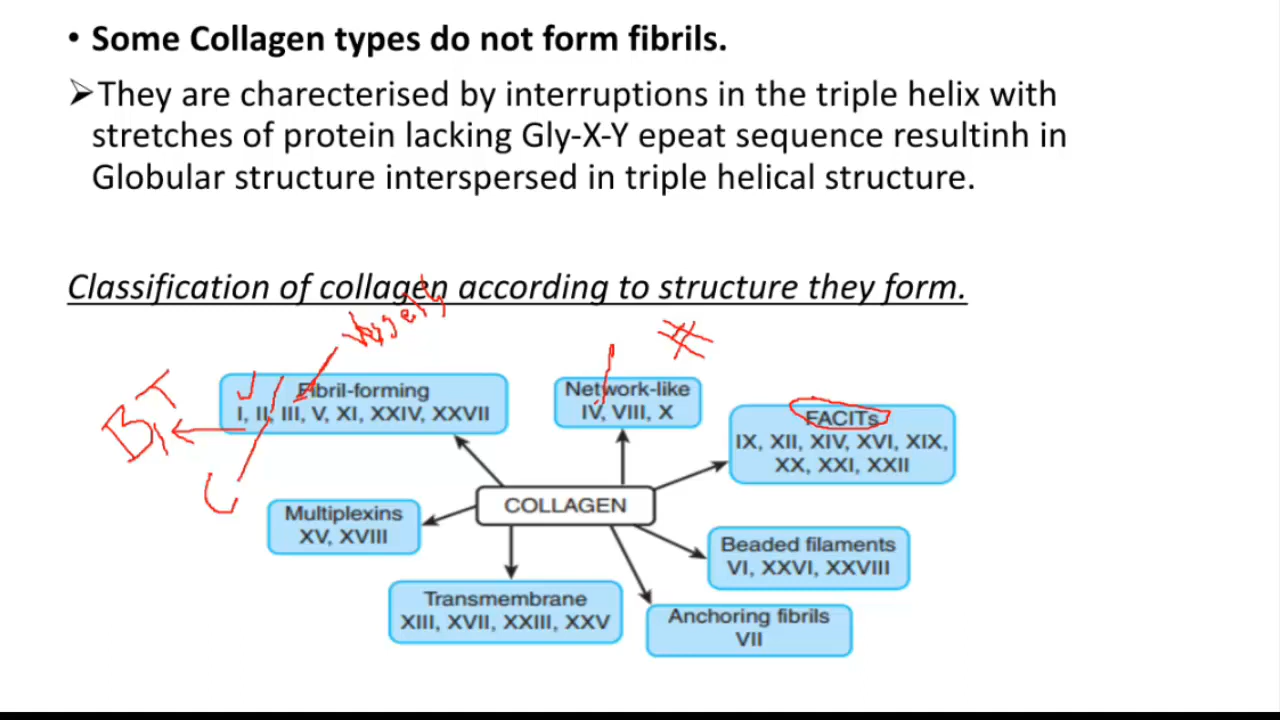 • Some Collagen types do not form fibrils.
➤They are charecterised by interruptions in the triple helix with
stretches of protein lacking Gly-X-Y epeat sequence resultinh in
Globular structure interspersed in triple helical structure.
Classification of collagen according to structure they form.
Fibril-forming
I, II, III, V, XI, XXIV, XXVII
Network-like
IV, VIII, X
FACITs
IX, XII, XIV, XVI, XIX,
XX, XXI, XXII
COLLAGEN
Multiplexins
XV, XVIII
Beaded filaments
VI, XXVI, XXVIII
Transmembrane
XIII, XVII, XXIII, XXV
Anchoring fibrils
VII